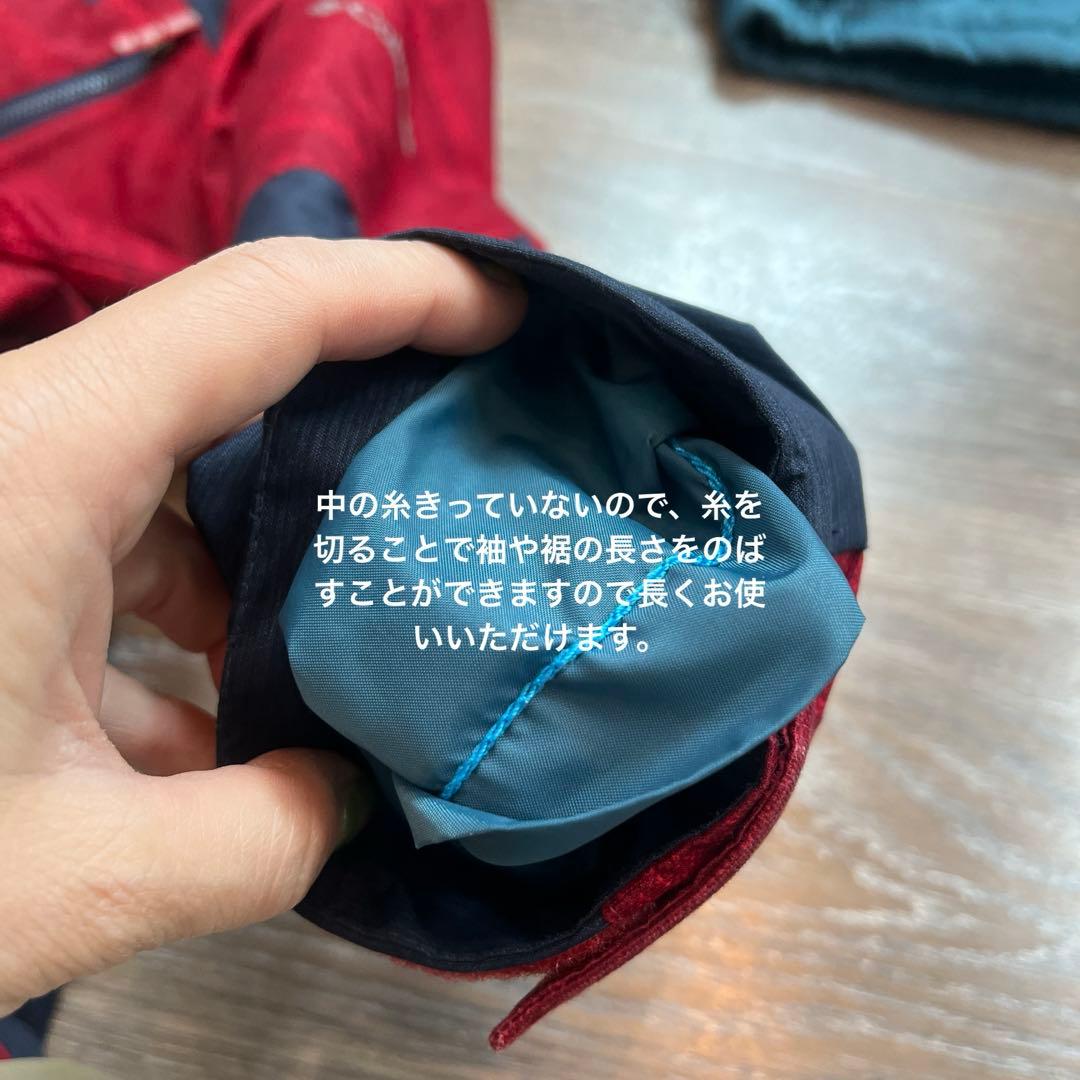 中の糸きっていないので、糸を
切ることで袖や裾の長さをのば
すことができますので長くお使
いいただけます。